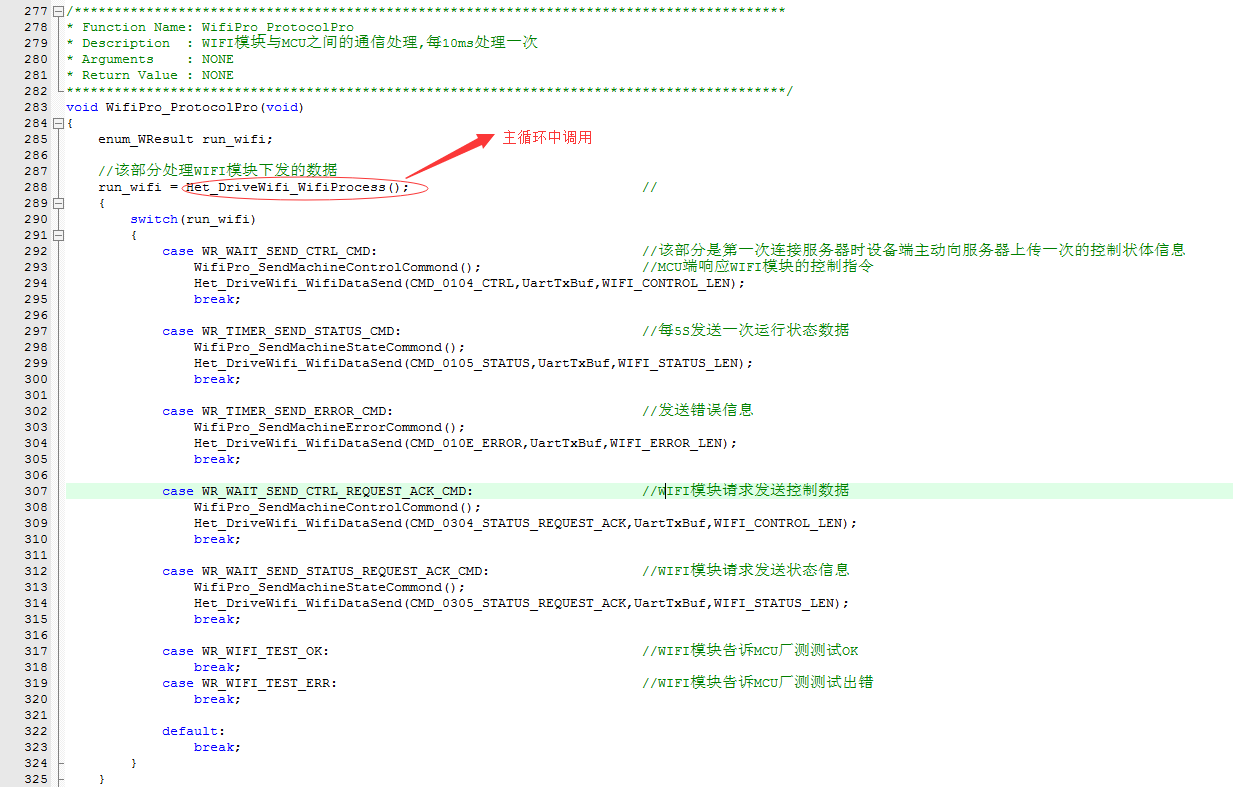 277 /******************************************************************************************
278 * Function Name: WifiPro_ProtocolPro
279 * Description  : WIFI模块与MCU之间的通信处理,每10ms处理一次
280 * Arguments    : NONE
281 * Return Value : NONE
282 ******************************************************************************************/
283 void WifiPro_ProtocolPro(void)
284 {
285     enum_WResult run_wifi; 主循环中调用
286
287     //该部分处理WIFI模块下发的数据
288     run_wifi = Het_DriveWifi_WifiProcess(); //
289     {
290         switch(run_wifi)
291         {
292             case WR_WAIT_SEND_CTRL_CMD: //该部分是第一次连接服务器时设备端主动向服务器上传一次的控制状体信息
293                 WifiPro_SendMachineControlCommond(); //MCU端响应WIFI模块的控制指令
294                 Het_DriveWifi_WifiDataSend(CMD_0104_CTRL,UartTxBuf,WIFI_CONTROL_LEN);
295                 break;
296
297             case WR_TIMER_SEND_STATUS_CMD: //每5S发送一次运行状态数据
298                 WifiPro_SendMachineStateCommond();
299                 Het_DriveWifi_WifiDataSend(CMD_0105_STATUS,UartTxBuf,WIFI_STATUS_LEN);
300                 break;
301
302             case WR_TIMER_SEND_ERROR_CMD: //发送错误信息
303                 WifiPro_SendMachineErrorCommond();
304                 Het_DriveWifi_WifiDataSend(CMD_010E_ERROR,UartTxBuf,WIFI_ERROR_LEN);
305                 break;
306
307             case WR_WAIT_SEND_CTRL_REQUEST_ACK_CMD: //WIFI模块请求发送控制数据
308                 WifiPro_SendMachineControlCommond();
309                 Het_DriveWifi_WifiDataSend(CMD_0304_STATUS_REQUEST_ACK,UartTxBuf,WIFI_CONTROL_LEN);
310                 break;
311
312             case WR_WAIT_SEND_STATUS_REQUEST_ACK_CMD: //WIFI模块请求发送状态信息
313                 WifiPro_SendMachineStateCommond();
314                 Het_DriveWifi_WifiDataSend(CMD_0305_STATUS_REQUEST_ACK,UartTxBuf,WIFI_STATUS_LEN);
315                 break;
316
317             case WR_WIFI_TEST_OK: //WIFI模块告诉MCU厂测测试OK
318                 break;
319             case WR_WIFI_TEST_ERR: //WIFI模块告诉MCU厂测测试出错
320                 break;
321
322             default:
323                 break;
324         }
325     }